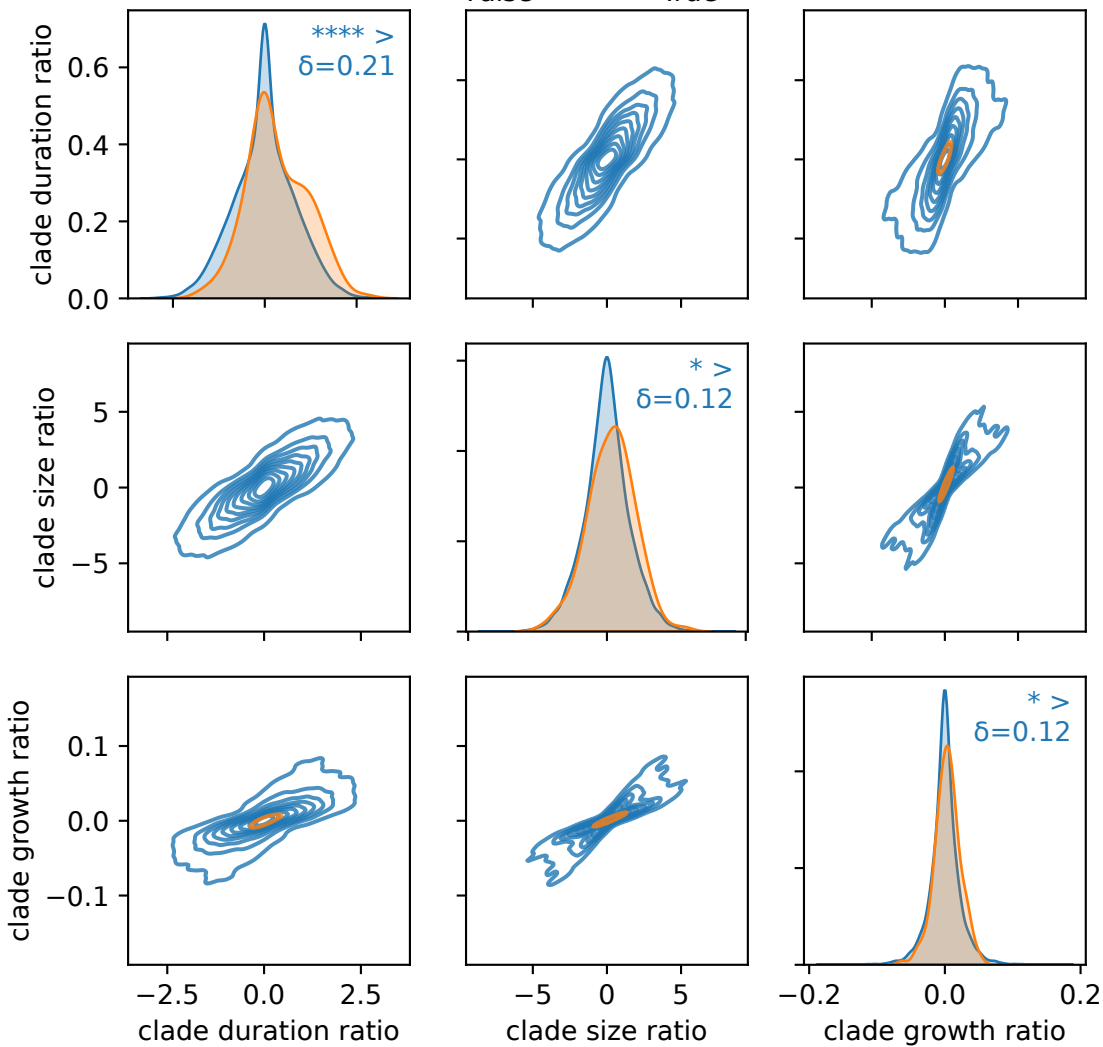 0.6
0.4
0.2
0.0
clade duration ratio
**** >
δ=0.21
5
0
−5
clade size ratio
* >
δ=0.12
0.1
0.0
−0.1
clade growth ratio
* >
δ=0.12
−2.5 0.0 2.5
−5 0 5
−0.2 0.0 0.2
clade duration ratio
clade size ratio
clade growth ratio